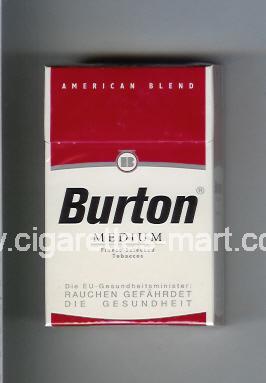 AMERICAN BLEND
B
Burton®
MEDIUM
Finest Selected
Tobaccos
Die EU-Gesundheitsminister:
RAUCHEN GEFÄHRDET
DIE GESUNDHEIT